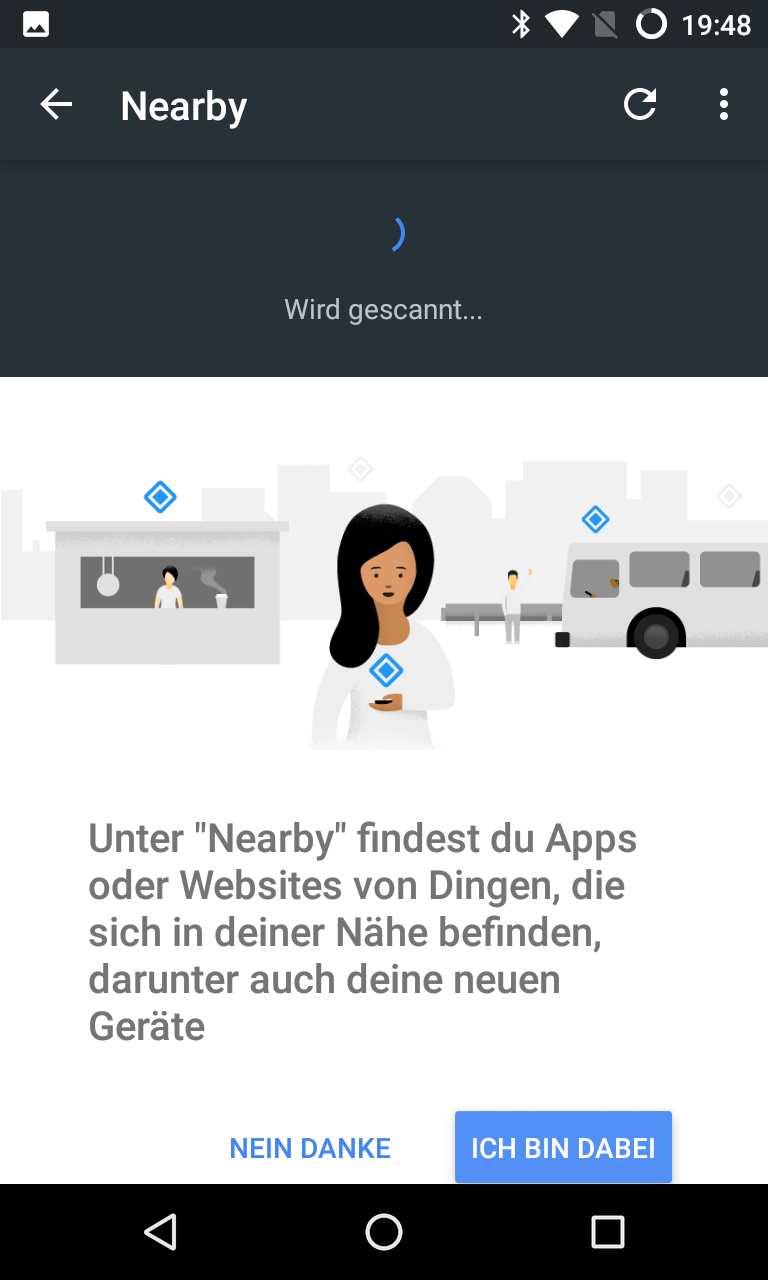 19:48
Nearby
Wird gescannt...
Unter "Nearby" findest du Apps
oder Websites von Dingen, die
sich in deiner Nähe befinden,
darunter auch deine neuen
Geräte
NEIN DANKE
ICH BIN DABEI